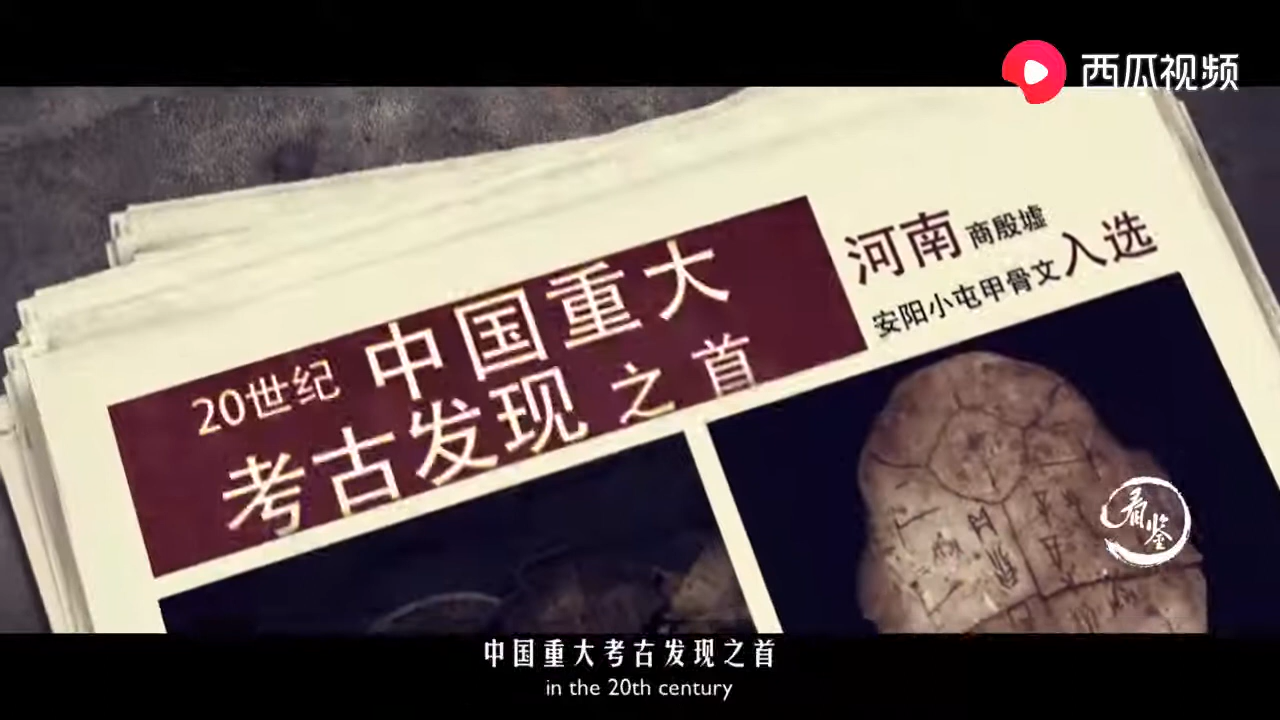 西瓜视频
20世纪 中国重大
考古发现 之首
河南 商殷墟
安阳小屯甲骨文入选
看鉴
中国重大考古发现之首
in the 20th century